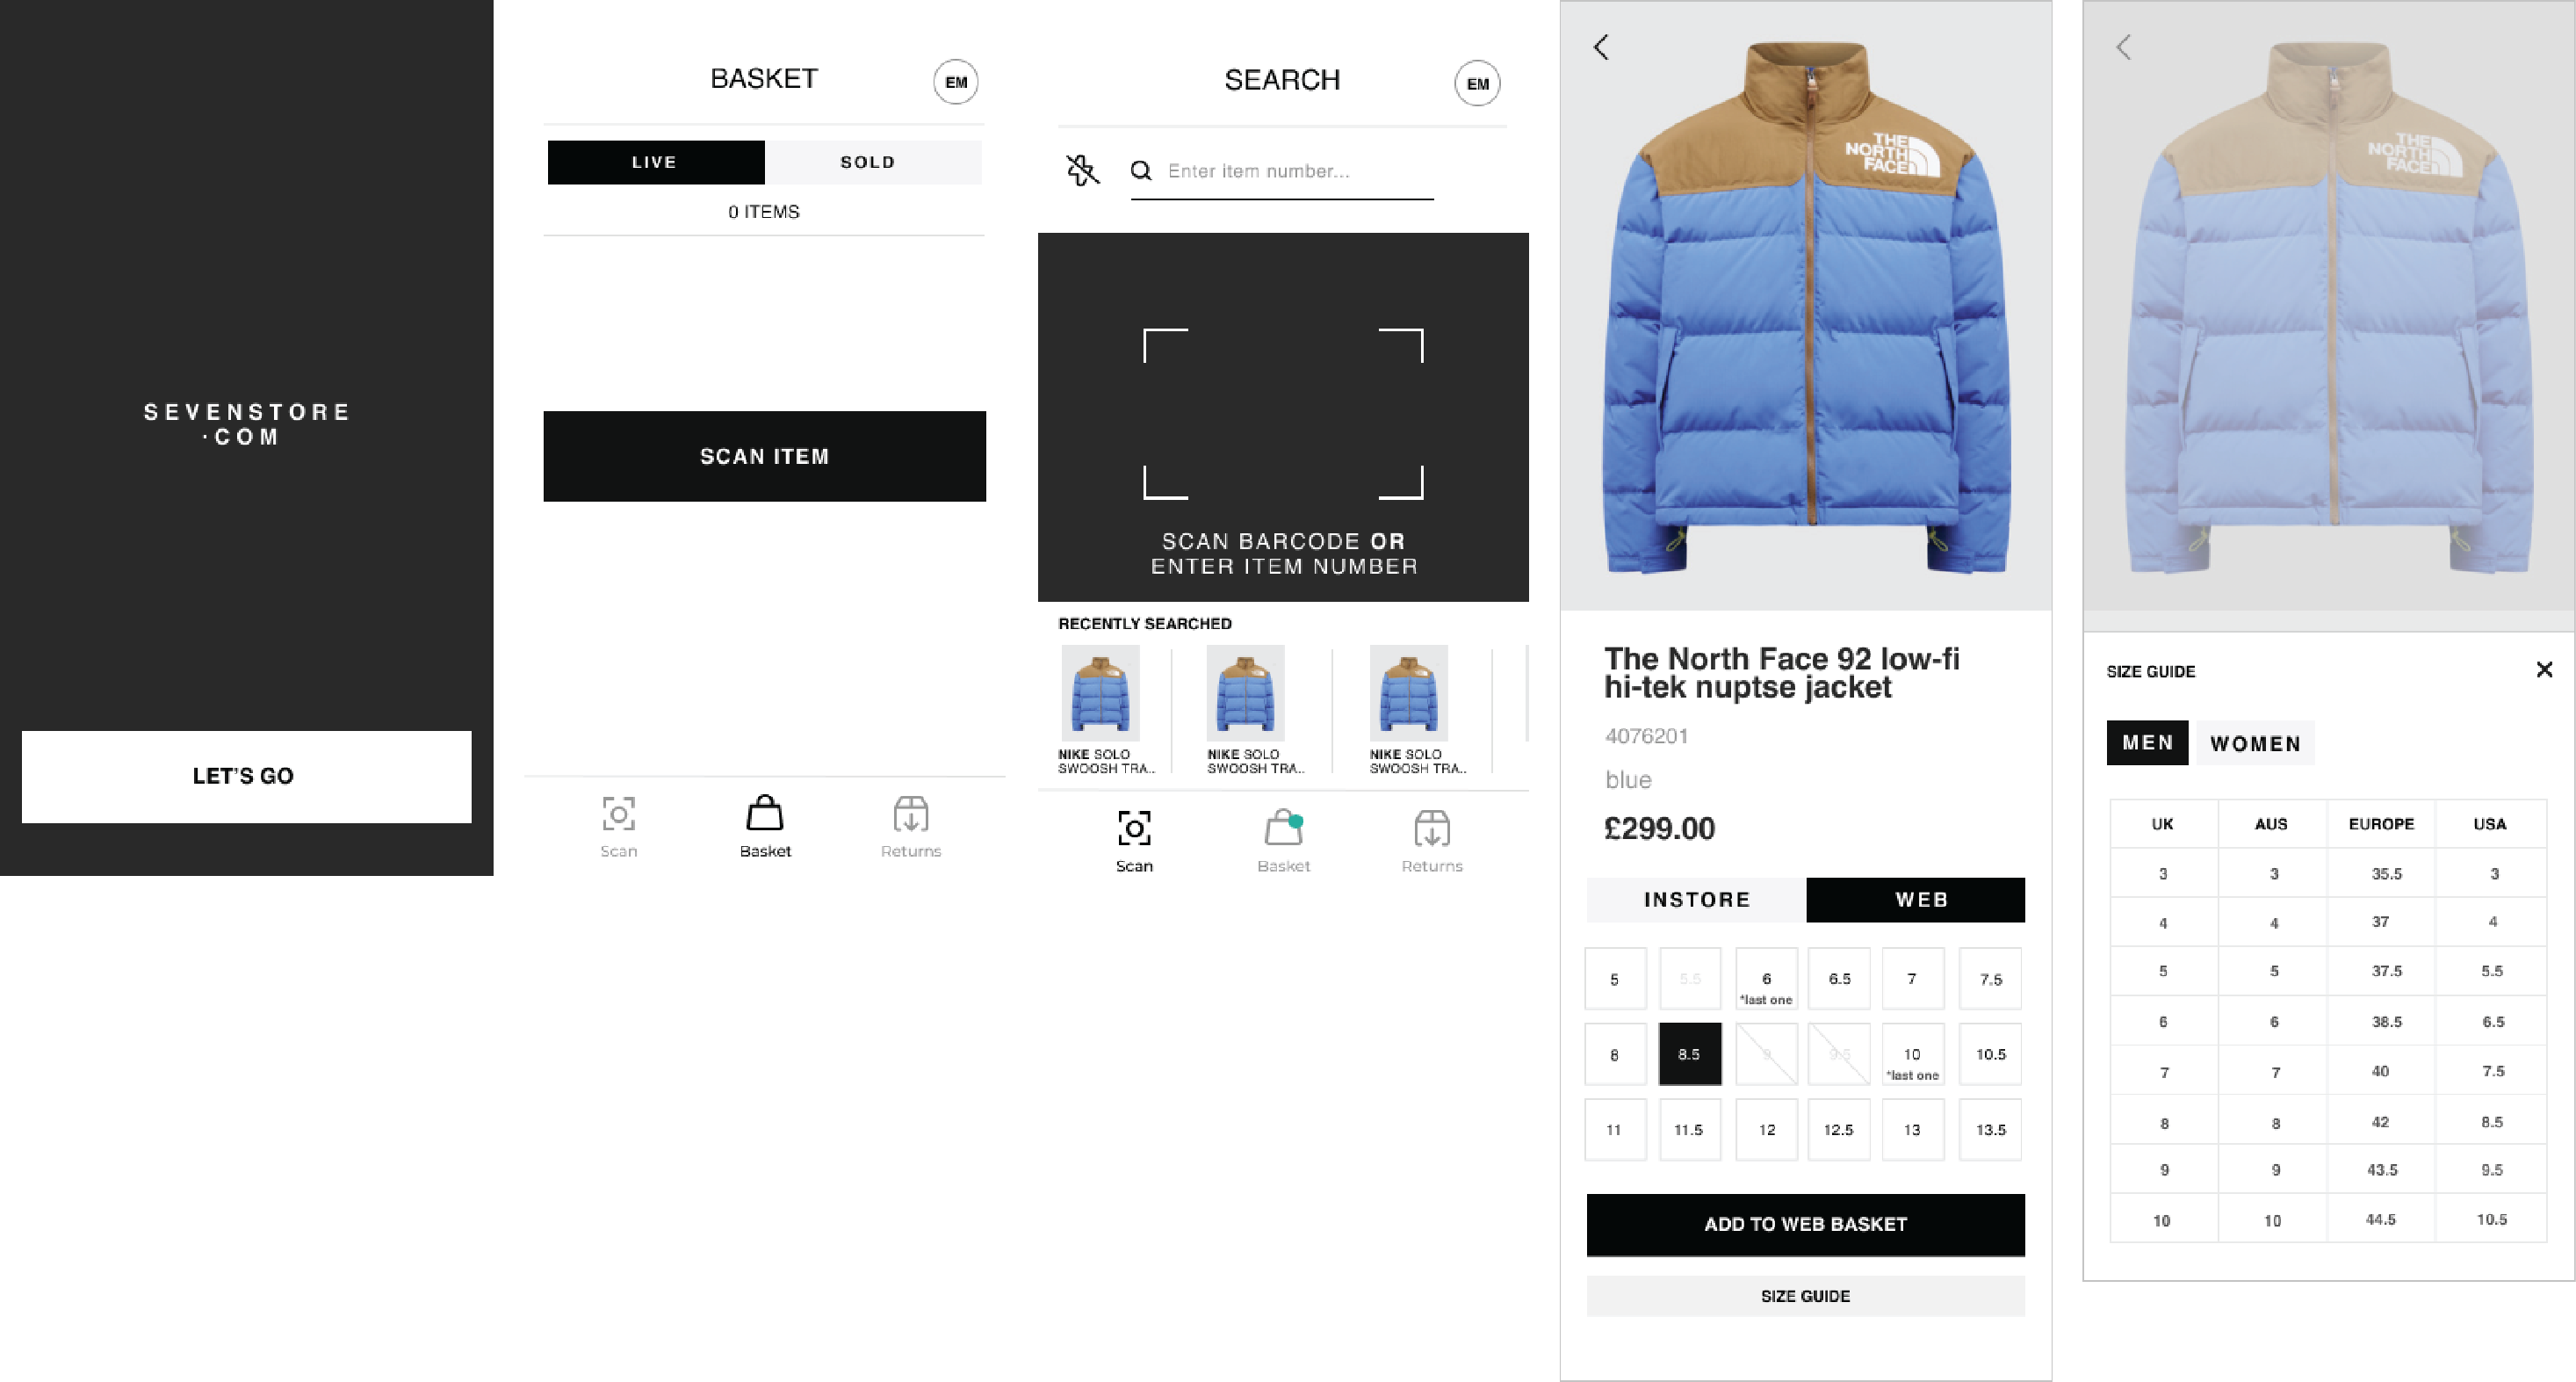 SEVENSTORE
·COM
LET'S GO
BASKET
EM
LIVE
SOLD
0 ITEMS
SCAN ITEM
Scan
Basket
Returns
SEARCH
EM
Enter item number...
SCAN BARCODE OR
ENTER ITEM NUMBER
RECENTLY SEARCHED
NIKE SOLO
SWOOSH TRA..
NIKE SOLO
SWOOSH TRA..
NIKE SOLO
SWOOSH TRA..
Scan
Basket
Returns
THE
NORTH
FACE
The North Face 92 low-fi
hi-tek nuptse jacket
4076201
blue
£299.00
INSTORE
WEB
5 5.5 6 6.5 7 7.5
*last one
8 8.5 9 9.5 10 10.5
*last one
11 11.5 12 12.5 13 13.5
ADD TO WEB BASKET
SIZE GUIDE
THE
NORTH
FACE
SIZE GUIDE
MEN
WOMEN
UK AUS EUROPE USA
3 3 35.5 3
4 4 37 4
5 5 37.5 5.5
6 6 38.5 6.5
7 7 40 7.5
8 8 42 8.5
9 9 43.5 9.5
10 10 44.5 10.5